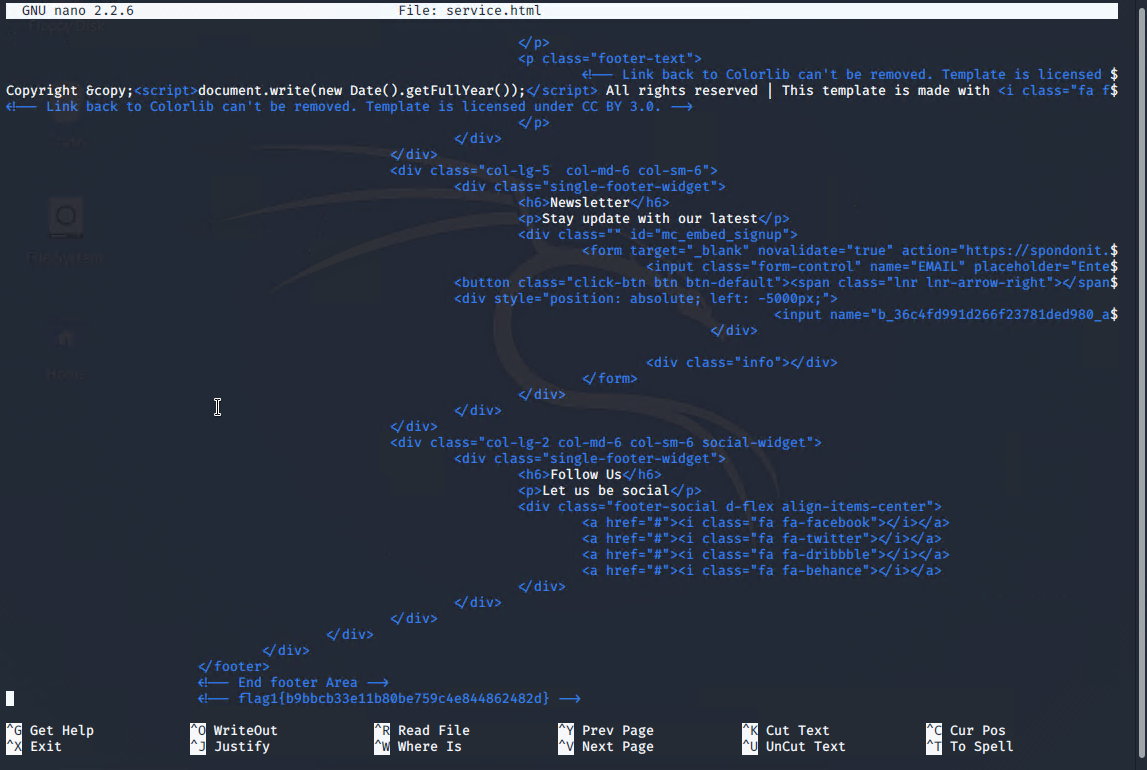 GNU nano 2.2.6 File: service.html
</p>
<p class="footer-text">
<!-- Link back to Colorlib can't be removed. Template is licensed $
Copyright &copy;<script>document.write(new Date().getFullYear());</script> All rights reserved | This template is made with <i class="fa f$
<!-- Link back to Colorlib can't be removed. Template is licensed under CC BY 3.0. -->
</p>
</div>
</div>
<div class="col-lg-5  col-md-6 col-sm-6">
<div class="single-footer-widget">
<h6>Newsletter</h6>
<p>Stay update with our latest</p>
<div class="" id="mc_embed_signup">
<form target="_blank" novalidate="true" action="https://spondonit.$
<input class="form-control" name="EMAIL" placeholder="Ente$
<button class="click-btn btn btn-default"><span class="lnr lnr-arrow-right"></span$
<div style="position: absolute; left: -5000px;">
<input name="b_36c4fd991d266f23781ded980_a$
</div>
<div class="info"></div>
</form>
</div>
</div>
</div>
<div class="col-lg-2 col-md-6 col-sm-6 social-widget">
<div class="single-footer-widget">
<h6>Follow Us</h6>
<p>Let us be social</p>
<div class="footer-social d-flex align-items-center">
<a href="#"><i class="fa fa-facebook"></i></a>
<a href="#"><i class="fa fa-twitter"></i></a>
<a href="#"><i class="fa fa-dribbble"></i></a>
<a href="#"><i class="fa fa-behance"></i></a>
</div>
</div>
</div>
</div>
</div>
</footer>
<!-- End footer Area -->
<!-- flag1{b9bbcb33e11b80be759c4e844862482d} -->
^G Get Help ^O WriteOut ^R Read File ^Y Prev Page ^K Cut Text ^C Cur Pos
^X Exit ^J Justify ^W Where Is ^V Next Page ^U UnCut Text ^T To Spell